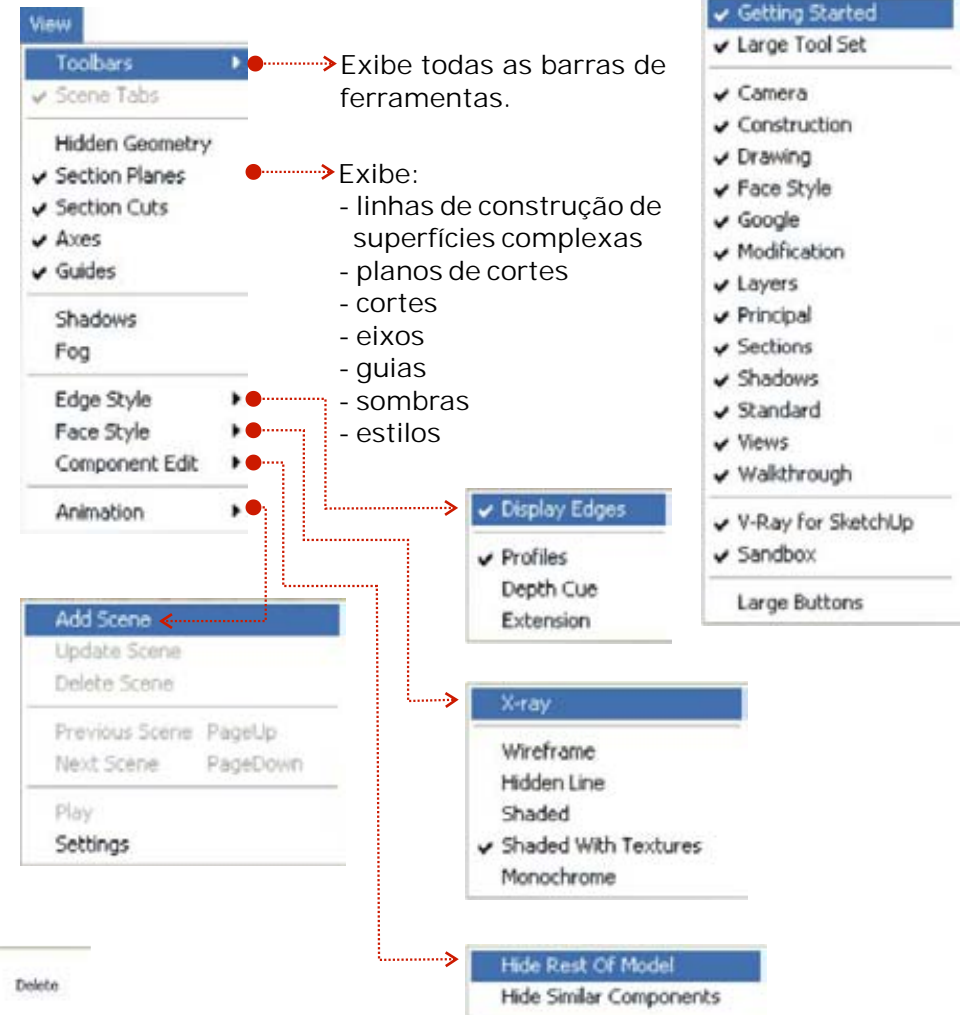 View
Toolbars
Scene Tabs
Hidden Geometry
Section Planes
Section Cuts
Axes
Guides
Shadows
Fog
Edge Style
Face Style
Component Edit
Animation
Exibe todas as barras de
ferramentas.
Exibe:
- linhas de construção de
superfícies complexas
- planos de cortes
- cortes
- eixos
- guias
- sombras
- estilos
Getting Started
Large Tool Set
Camera
Construction
Drawing
Face Style
Google
Modification
Layers
Principal
Sections
Shadows
Standard
Views
Walkthrough
V-Ray for SketchUp
Sandbox
Large Buttons
Display Edges
Profiles
Depth Cue
Extension
Add Scene
Update Scene
Delete Scene
Previous Scene PageUp
Next Scene PageDown
Play
Settings
X-ray
Wireframe
Hidden Line
Shaded
Shaded With Textures
Monochrome
Hide Rest Of Model
Hide Similar Components
Delete